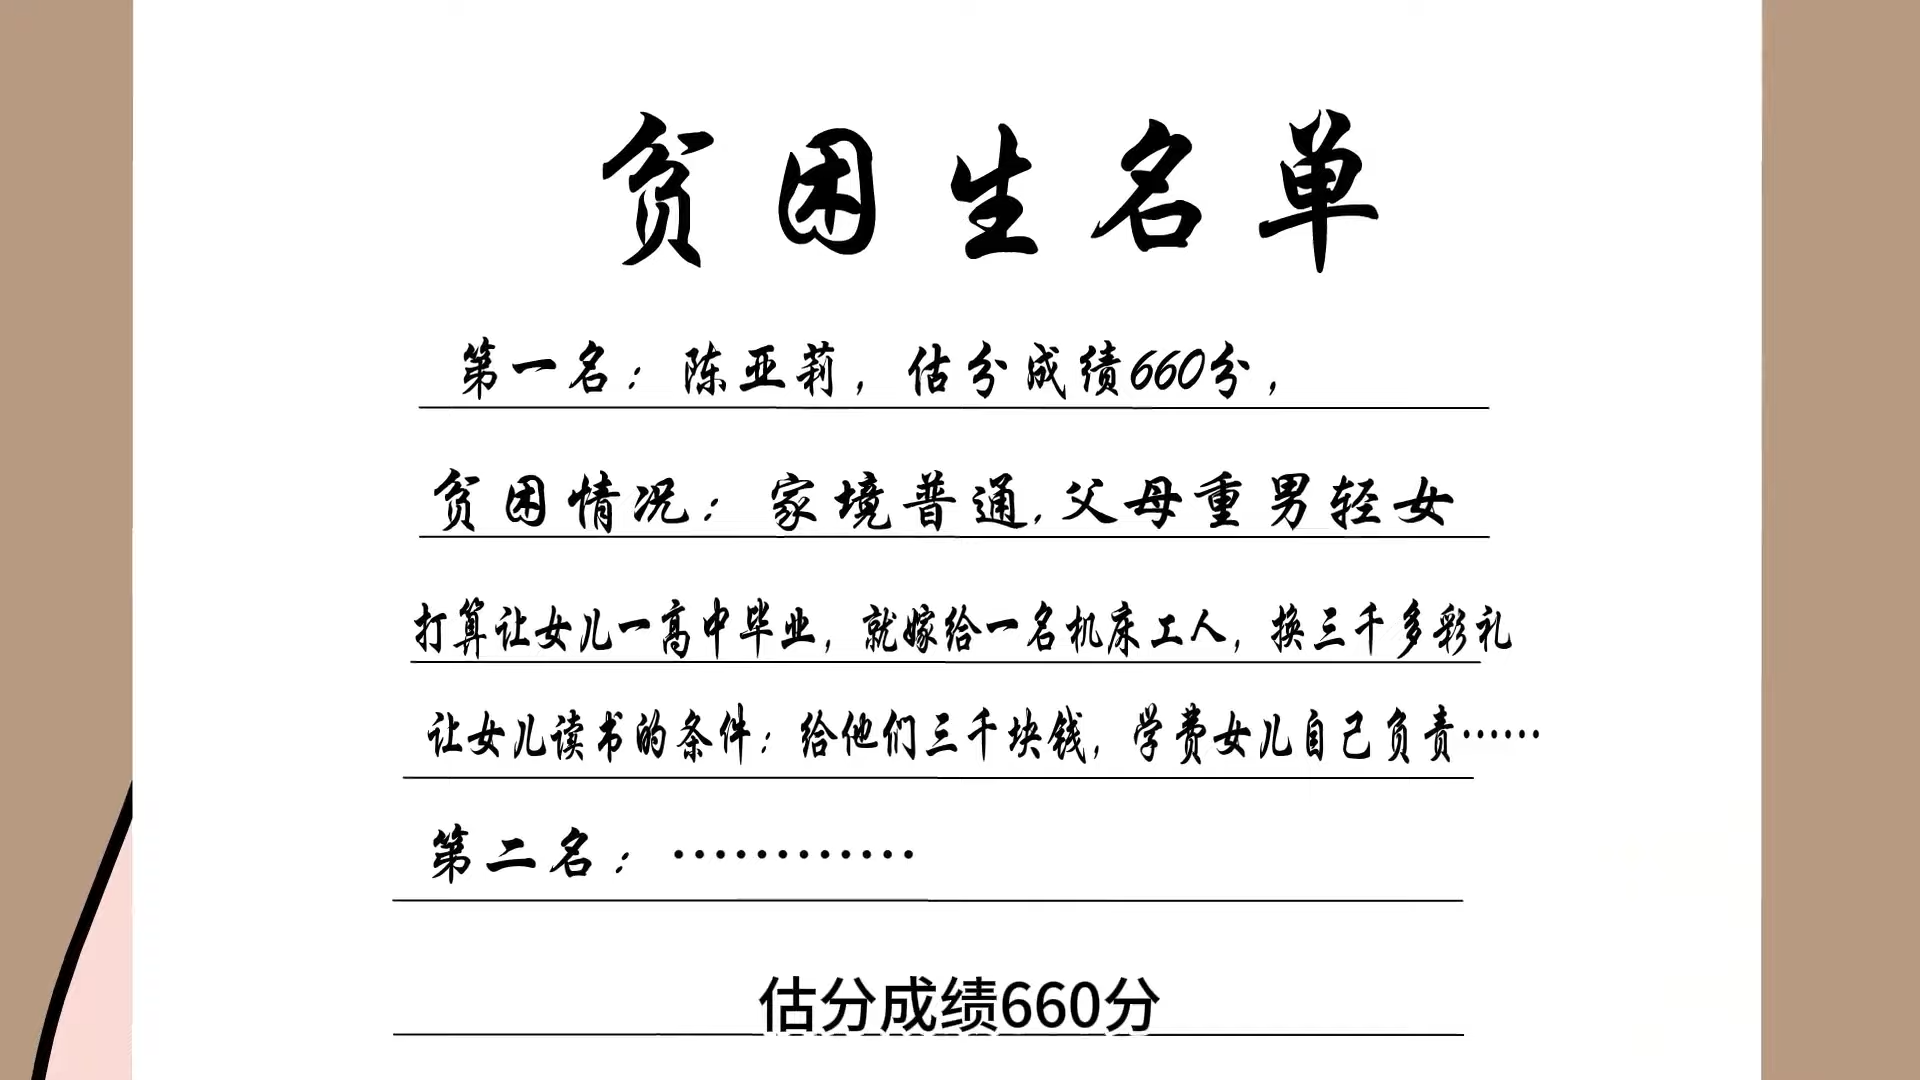 贫困生名单
第一名：陈亚莉，估分成绩660分，
贫困情况：家境普通,父母重男轻女
打算让女儿一高中毕业，就嫁给一名机床工人，换三千多彩礼
让女儿读书的条件：给他们三千块钱，学费女儿自己负责······
第二名：············
估分成绩660分